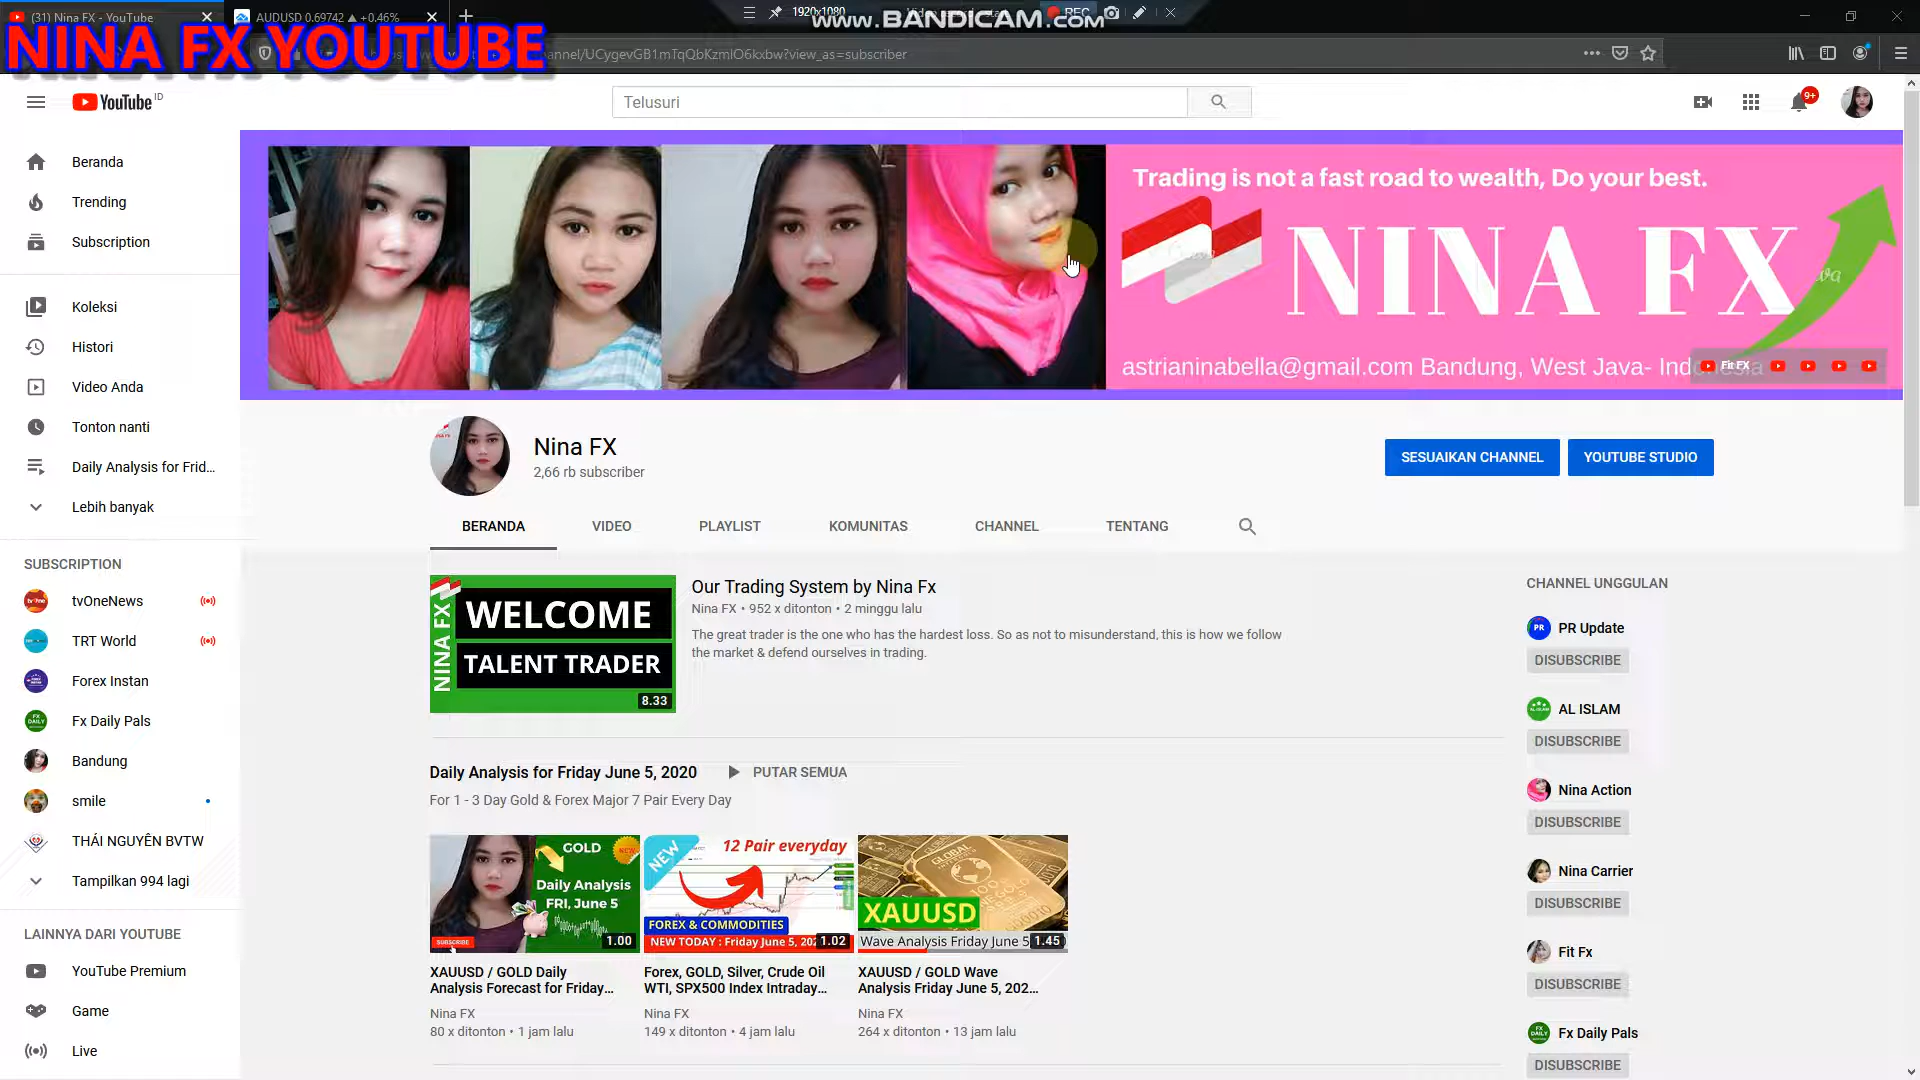 (31) Nina FX - YouTube
AUDUSD 0.69742 ▲ +0.46%
1920x1080
REC
www.BANDICAM.com
NINA FX YOUTUBE
annel/UCygevGB1mTqQbKzmIO6kxbw?view_as=subscriber
YouTube ID
Telusuri
9+
Beranda
Trending
Subscription
Koleksi
Histori
Video Anda
Tonton nanti
Daily Analysis for Frid...
Lebih banyak
SUBSCRIPTION
tvOneNews
TRT World
Forex Instan
Fx Daily Pals
Bandung
smile
THÁI NGUYÊN BVTW
Tampilkan 994 lagi
LAINNYA DARI YOUTUBE
YouTube Premium
Game
Live
Trading is not a fast road to wealth, Do your best.
NINA FX
astrianinabella@gmail.com Bandung, West Java- Indonesia
Fit FX
Nina FX
2,66 rb subscriber
SESUAIKAN CHANNEL
YOUTUBE STUDIO
BERANDA
VIDEO
PLAYLIST
KOMUNITAS
CHANNEL
TENTANG
NINA FX
WELCOME
TALENT TRADER
8.33
Our Trading System by Nina Fx
Nina FX • 952 x ditonton • 2 minggu lalu
The great trader is the one who has the hardest loss. So as not to misunderstand, this is how we follow
the market & defend ourselves in trading.
Daily Analysis for Friday June 5, 2020
PUTAR SEMUA
For 1 - 3 Day Gold & Forex Major 7 Pair Every Day
GOLD
NEW
Daily Analysis
FRI, June 5
SUBSCRIBE
1.00
XAUUSD / GOLD Daily
Analysis Forecast for Friday...
Nina FX
80 x ditonton • 1 jam lalu
NEW
12 Pair everyday
FOREX & COMMODITIES
NEW TODAY : Friday June 5, 202
1.02
Forex, GOLD, Silver, Crude Oil
WTI, SPX500 Index Intraday...
Nina FX
149 x ditonton • 4 jam lalu
GLOBAL
XAUUSD
Wave Analysis Friday June 5
1.45
XAUUSD / GOLD Wave
Analysis Friday June 5, 202...
Nina FX
264 x ditonton • 13 jam lalu
CHANNEL UNGGULAN
PR
PR Update
DISUBSCRIBE
AL ISLAM
DISUBSCRIBE
Nina Action
DISUBSCRIBE
Nina Carrier
DISUBSCRIBE
Fit Fx
DISUBSCRIBE
Fx Daily Pals
DISUBSCRIBE